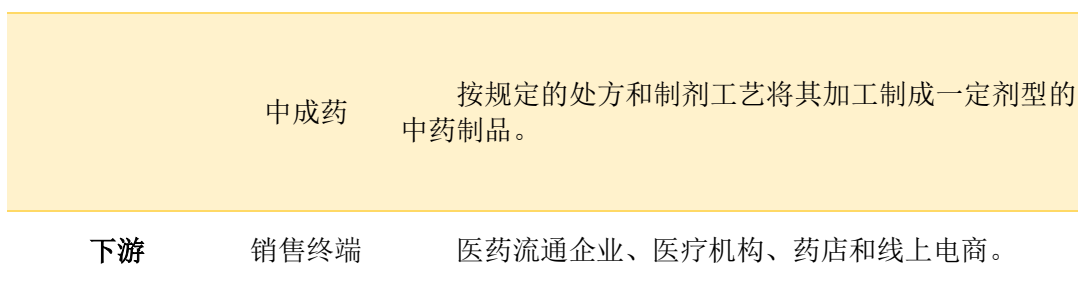 中成药
按规定的处方和制剂工艺将其加工制成一定剂型的
中药制品。
下游 销售终端 医药流通企业、医疗机构、药店和线上电商。